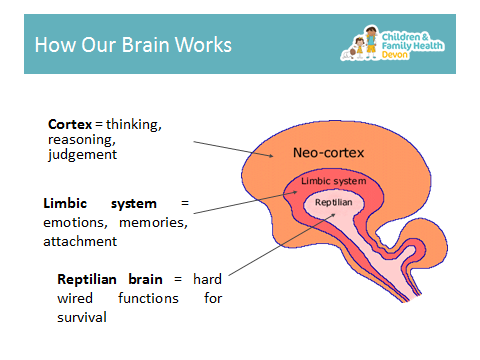 How Our Brain Works
Children &
Family Health
Devon
Cortex = thinking,
reasoning,
judgement
Neo-cortex
Limbic system
Reptilian
Limbic system =
emotions, memories,
attachment
Reptilian brain = hard
wired functions for
survival